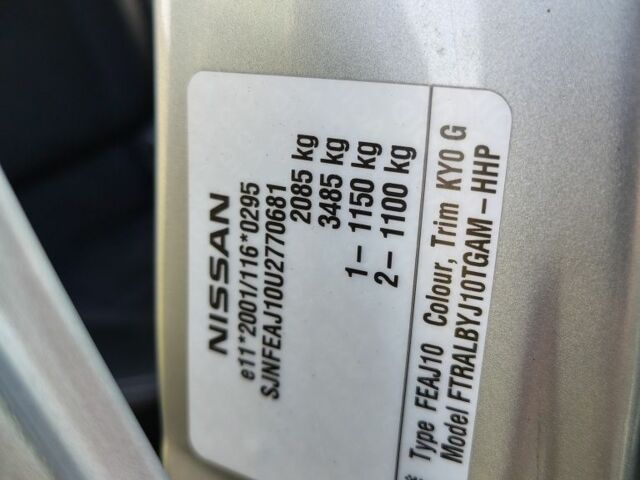 NISSAN
e11*2001/116*0295
SJNFEAJ10U2770681
2085 kg
3485 kg
1 – 1150 kg
2 – 1100 kg
* Type FEAJ10 Colour, Trim KY0 G
Model FTRALBYJ10TGAM – HHP